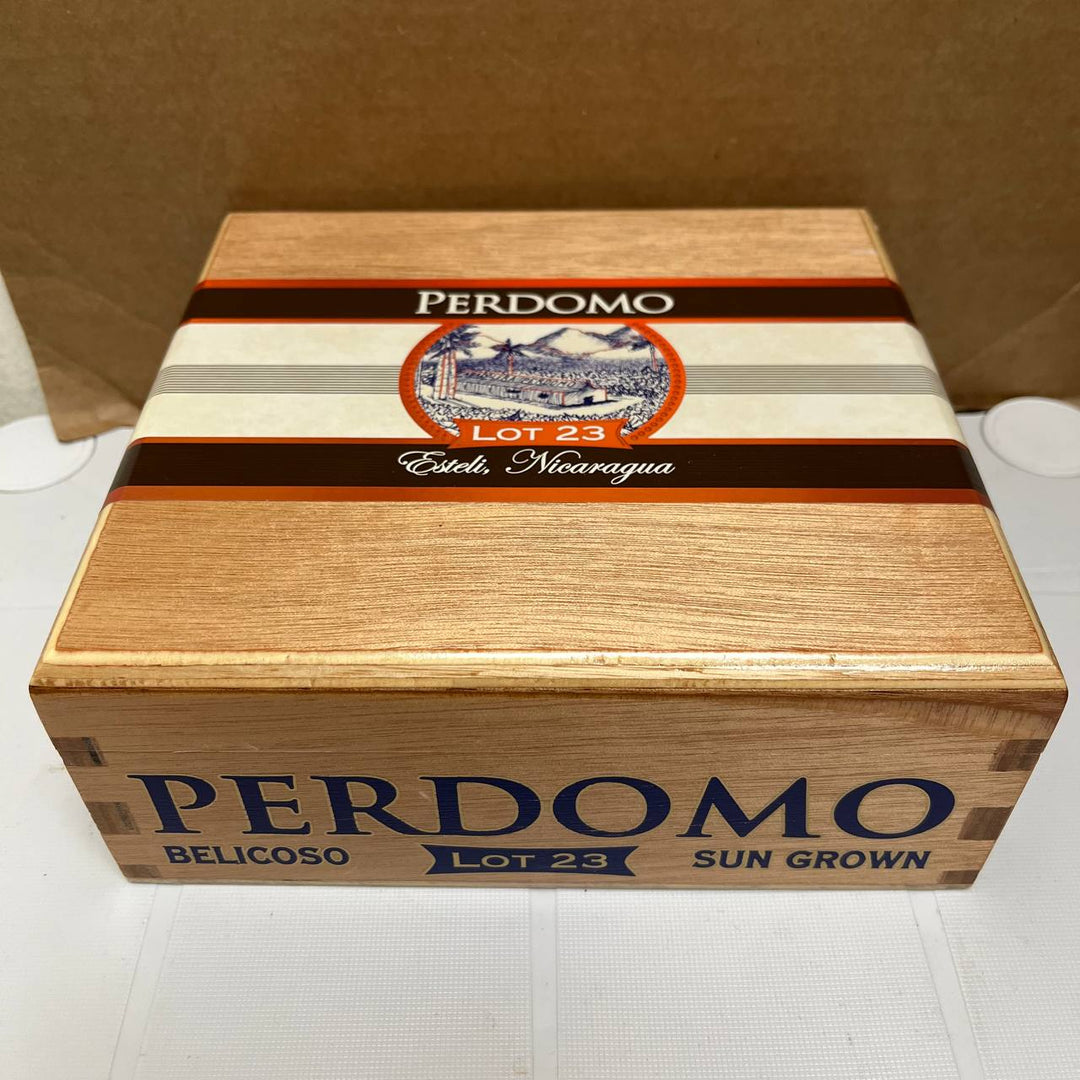 PERDOMO
LOT 23
Esteli, Nicaragua
PERDOMO
BELICOSO LOT 23 SUN GROWN